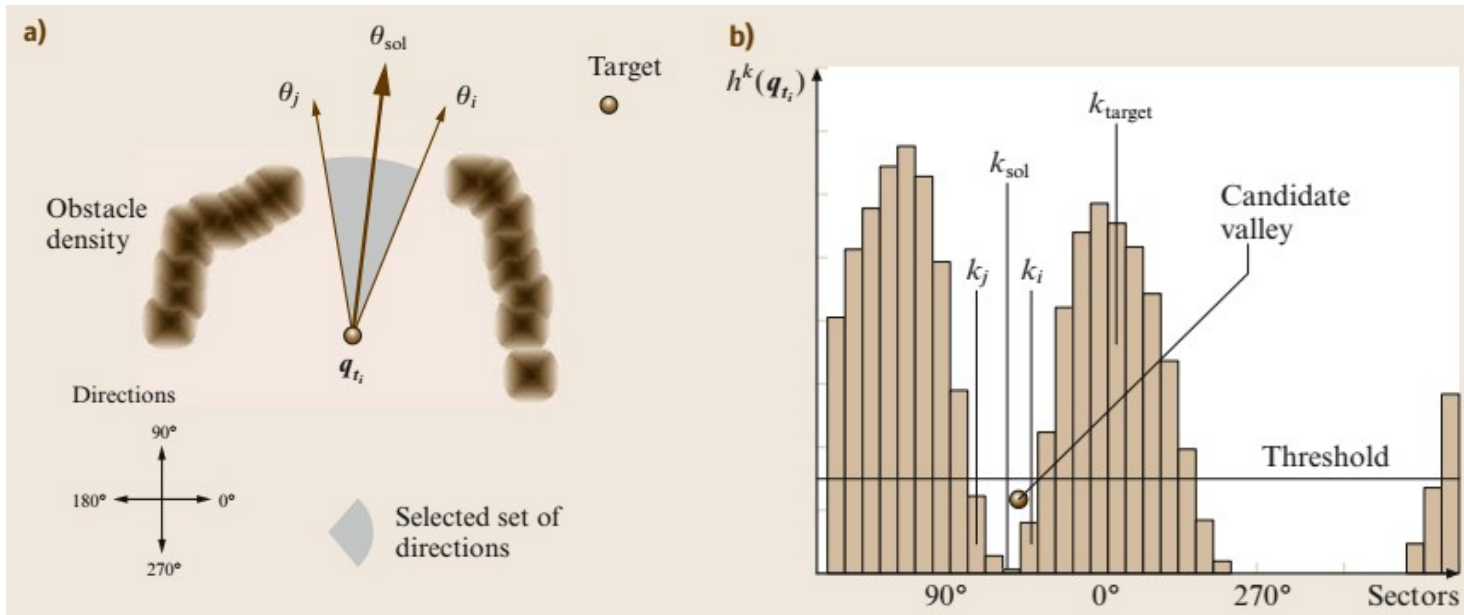 a)
θsol
θj
θi
Target
Obstacle
density
qti
Directions
90°
180°
0°
270°
Selected set of
directions
b)
hk(qti)
ktarget
ksol
Candidate
valley
kj
ki
Threshold
90°
0°
270°
Sectors